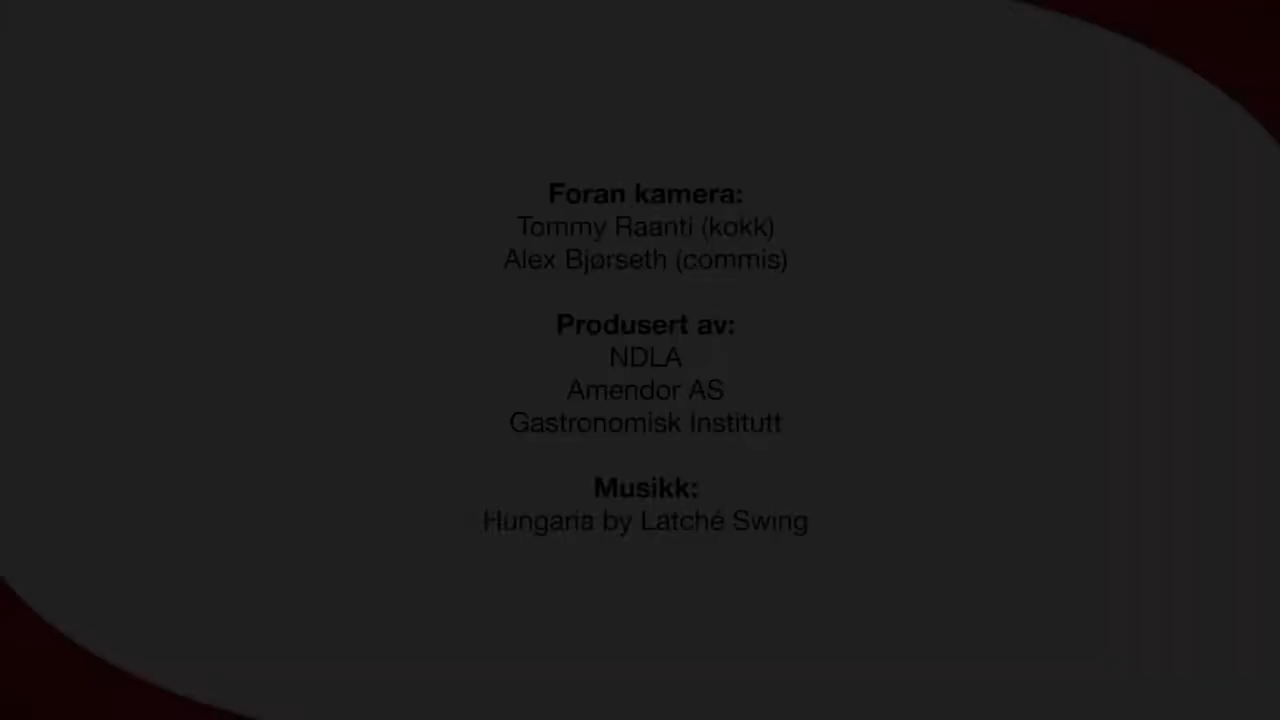 Foran kamera:
Tommy Raanti (kokk)
Alex Bjørseth (commis)
Produsert av:
NDLA
Amendor AS
Gastronomisk Institutt
Musikk:
Hungaria by Latché Swing